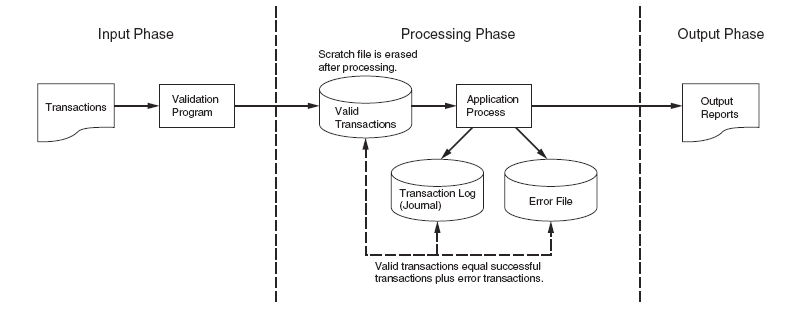 Input Phase
Processing Phase
Output Phase
Scratch file is erased
after processing.
Transactions
Validation
Program
Valid
Transactions
Application
Process
Output
Reports
Transaction Log
(Journal)
Error File
Valid transactions equal successful
transactions plus error transactions.